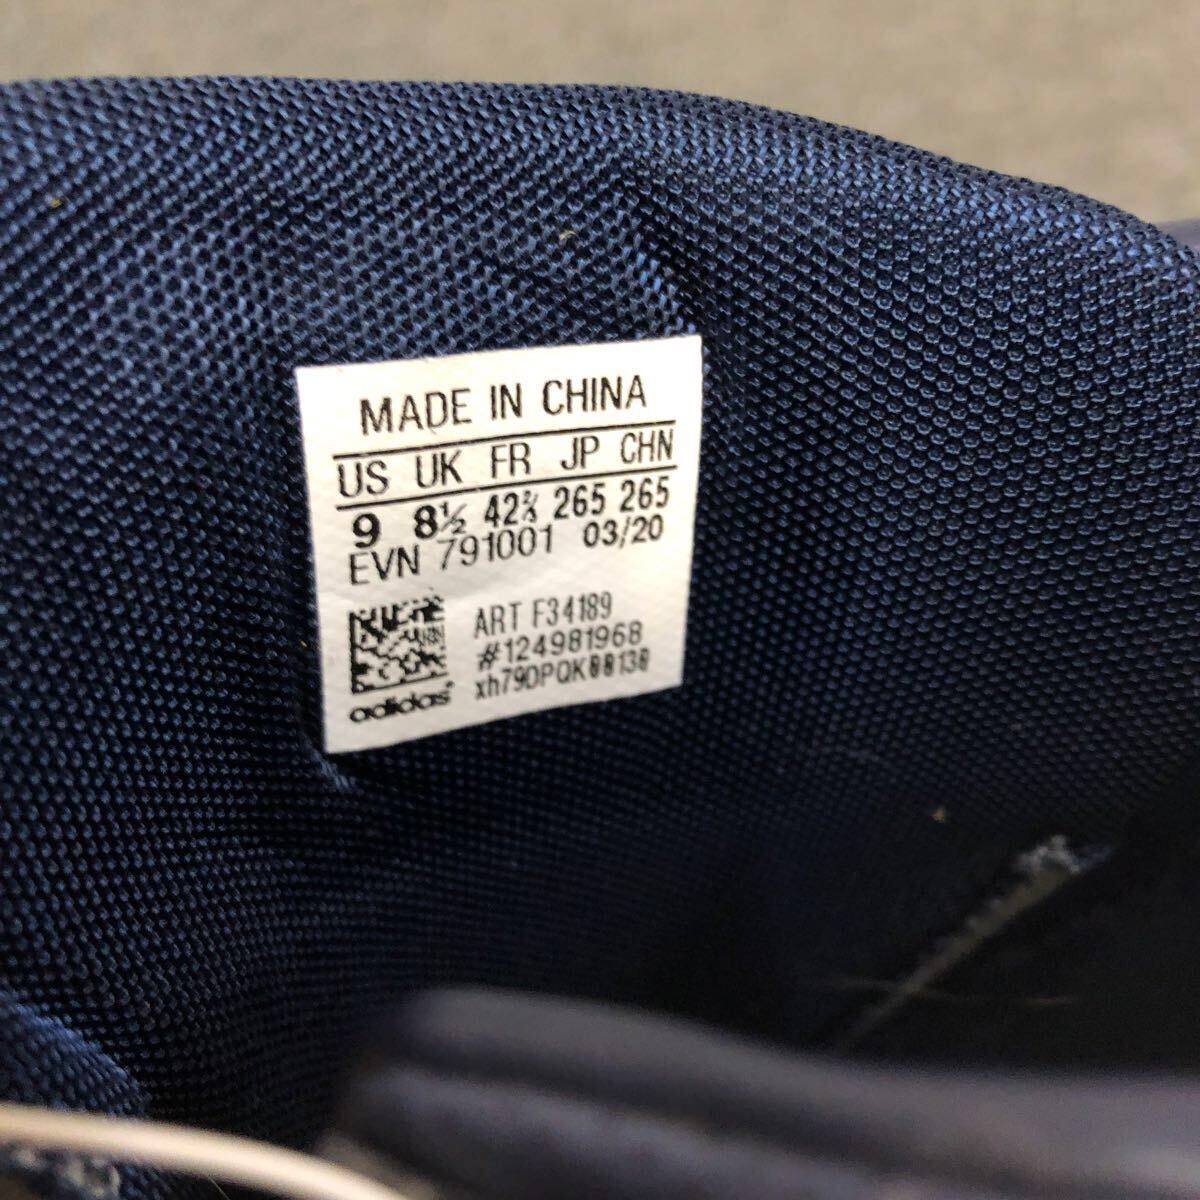 MADE IN CHINA
US UK FR JP CHN
9 8½ 42⅔ 265 265
EVN 791001 03/20
ART F34189
#124981968
adidas